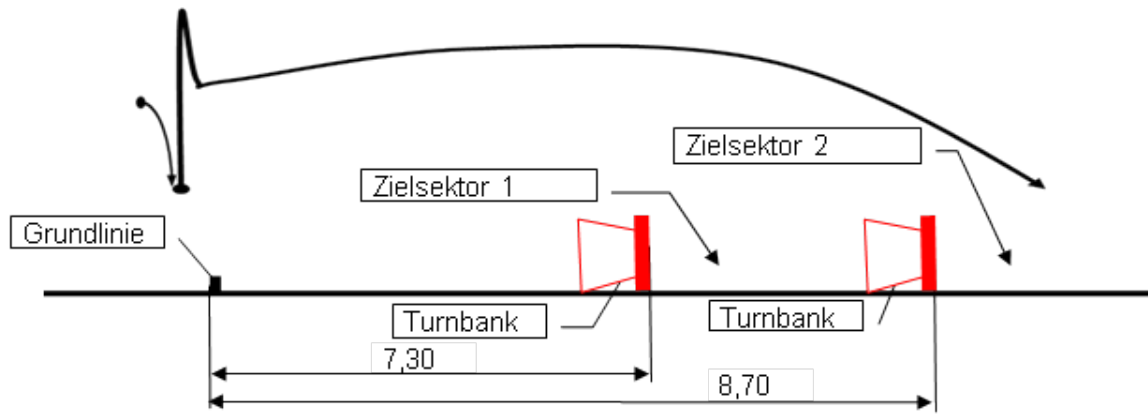 Zielsektor 2
Zielsektor 1
Grundlinie
Turnbank
Turnbank
7,30
8,70